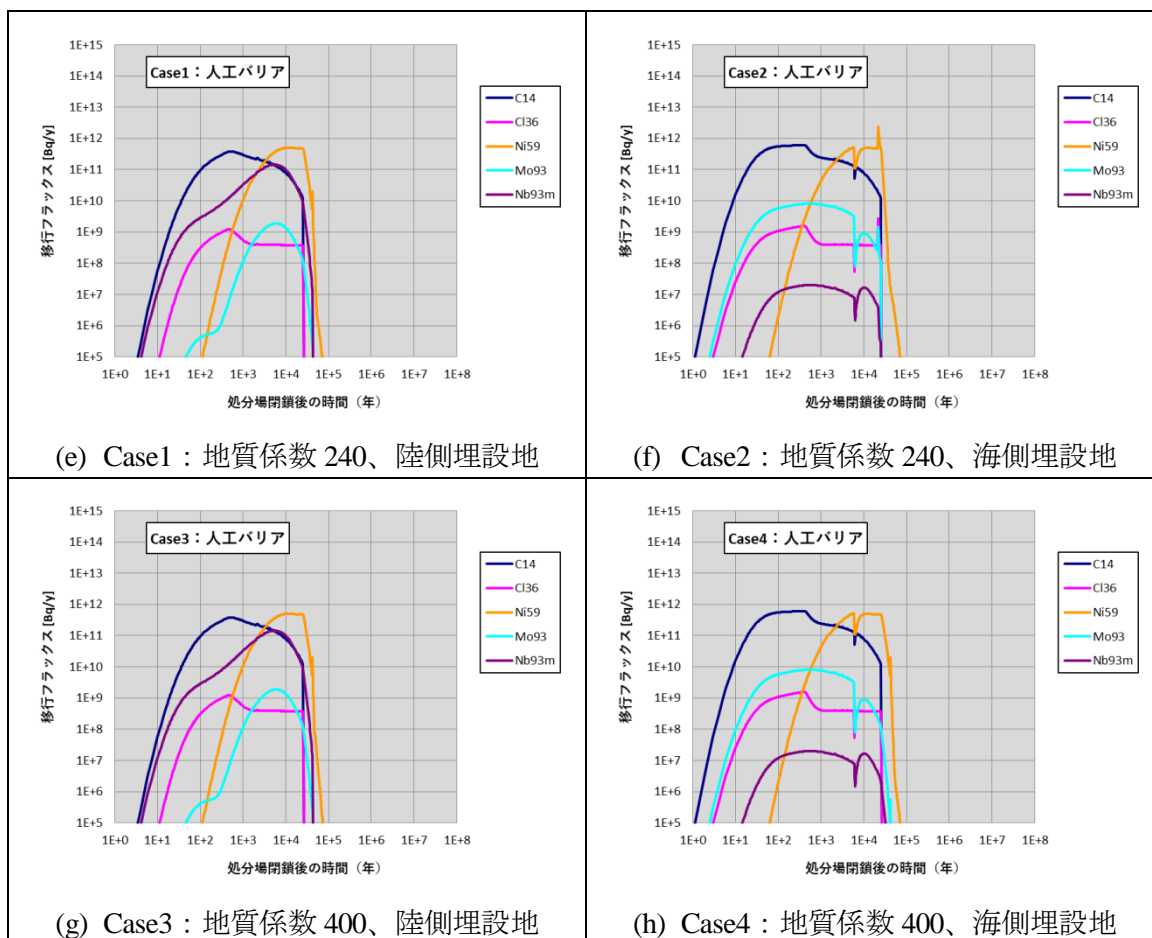 1E+15
1E+14
1E+13
1E+12
1E+11
1E+10
1E+9
1E+8
1E+7
1E+6
1E+5
移行フラックス [Bq/y]
Case1：人工バリア
C14
Cl36
Ni59
Mo93
Nb93m
1E+0 1E+1 1E+2 1E+3 1E+4 1E+5 1E+6 1E+7 1E+8
処分場閉鎖後の時間（年）
(e) Case1：地質係数 240、陸側埋設地
1E+15
1E+14
1E+13
1E+12
1E+11
1E+10
1E+9
1E+8
1E+7
1E+6
1E+5
移行フラックス [Bq/y]
Case2：人工バリア
C14
Cl36
Ni59
Mo93
Nb93m
1E+0 1E+1 1E+2 1E+3 1E+4 1E+5 1E+6 1E+7 1E+8
処分場閉鎖後の時間（年）
(f) Case2：地質係数 240、海側埋設地
1E+15
1E+14
1E+13
1E+12
1E+11
1E+10
1E+9
1E+8
1E+7
1E+6
1E+5
移行フラックス [Bq/y]
Case3：人工バリア
C14
Cl36
Ni59
Mo93
Nb93m
1E+0 1E+1 1E+2 1E+3 1E+4 1E+5 1E+6 1E+7 1E+8
処分場閉鎖後の時間（年）
(g) Case3：地質係数 400、陸側埋設地
1E+15
1E+14
1E+13
1E+12
1E+11
1E+10
1E+9
1E+8
1E+7
1E+6
1E+5
移行フラックス [Bq/y]
Case4：人工バリア
C14
Cl36
Ni59
Mo93
Nb93m
1E+0 1E+1 1E+2 1E+3 1E+4 1E+5 1E+6 1E+7 1E+8
処分場閉鎖後の時間（年）
(h) Case4：地質係数 400、海側埋設地